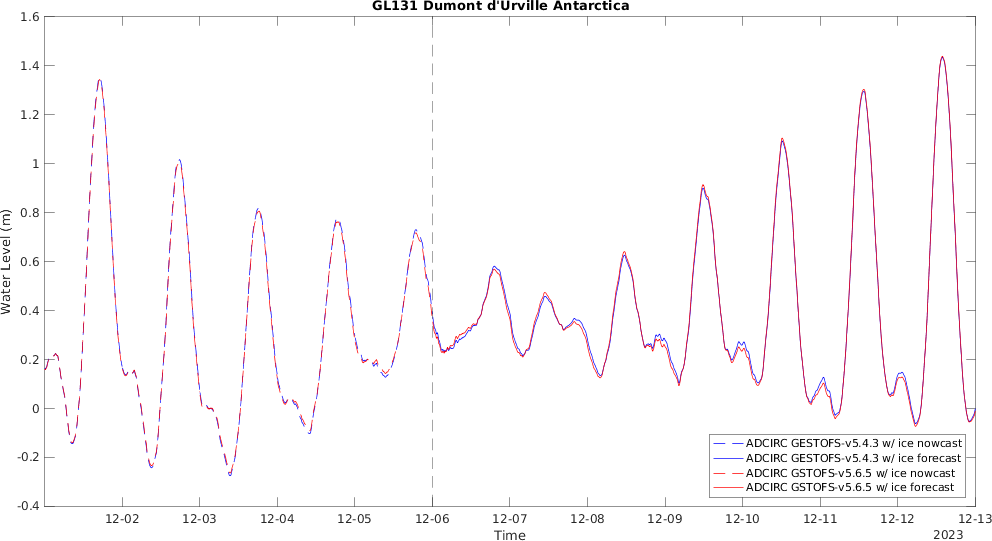 GL131 Dumont d'Urville Antarctica
1.6
1.4
1.2
1
0.8
0.6
0.4
0.2
0
-0.2
-0.4
Water Level (m)
ADCIRC GESTOFS-v5.4.3 w/ ice nowcast
ADCIRC GESTOFS-v5.4.3 w/ ice forecast
ADCIRC GSTOFS-v5.6.5 w/ ice nowcast
ADCIRC GSTOFS-v5.6.5 w/ ice forecast
12-02 12-03 12-04 12-05 12-06 12-07 12-08 12-09 12-10 12-11 12-12 12-13
Time
2023